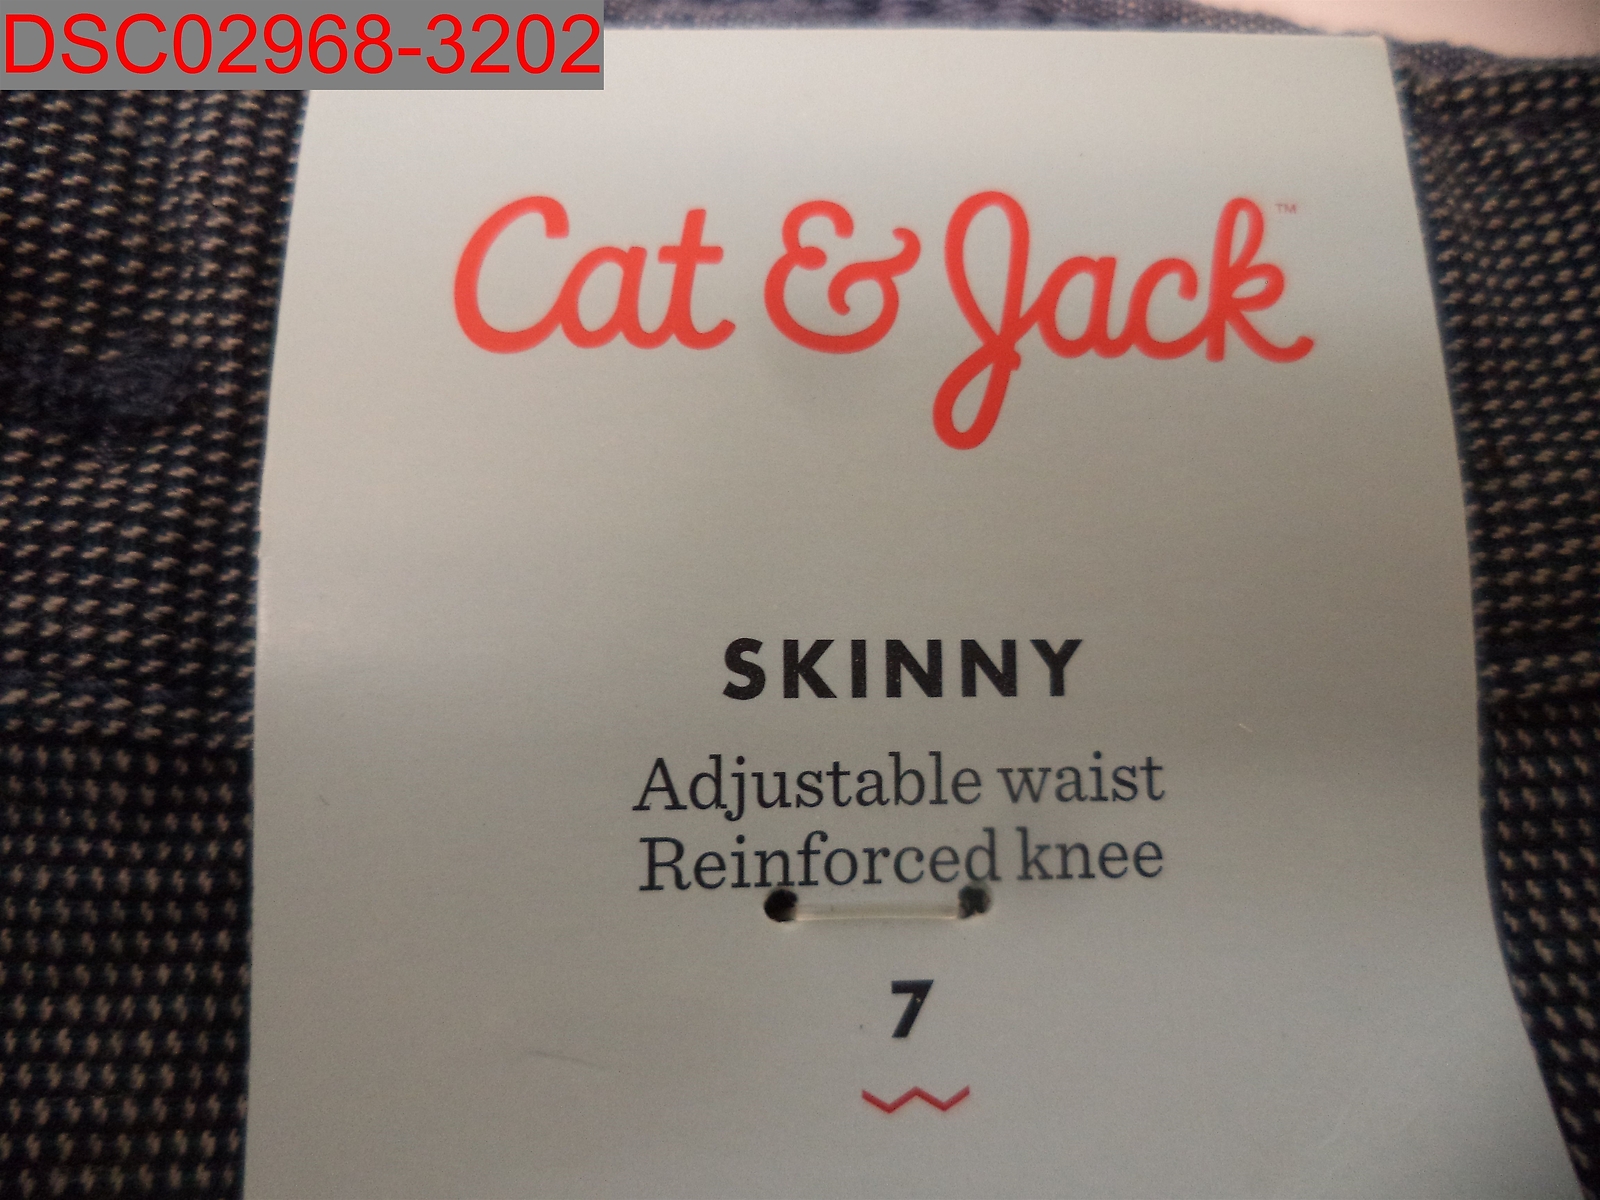 DSC02968-3202
Cat & Jack™
SKINNY
Adjustable waist
Reinforced knee
7